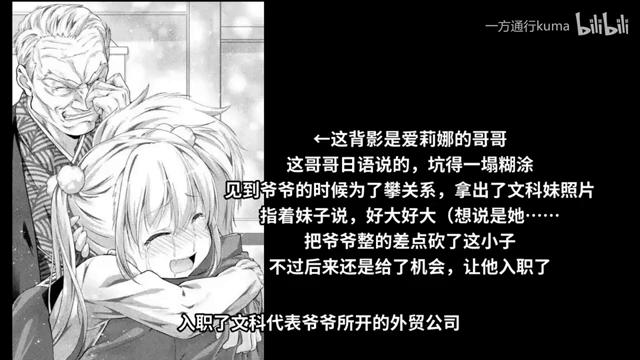 一方通行kuma bilibili
←这背影是爱莉娜的哥哥
这哥哥日语说的，坑得一塌糊涂
见到爷爷的时候为了攀关系，拿出了文科妹照片
指着妹子说，好大好大（想说是她……
把爷爷整的差点砍了这小子
不过后来还是给了机会，让他入职了
入职了文科代表爷爷所开的外贸公司